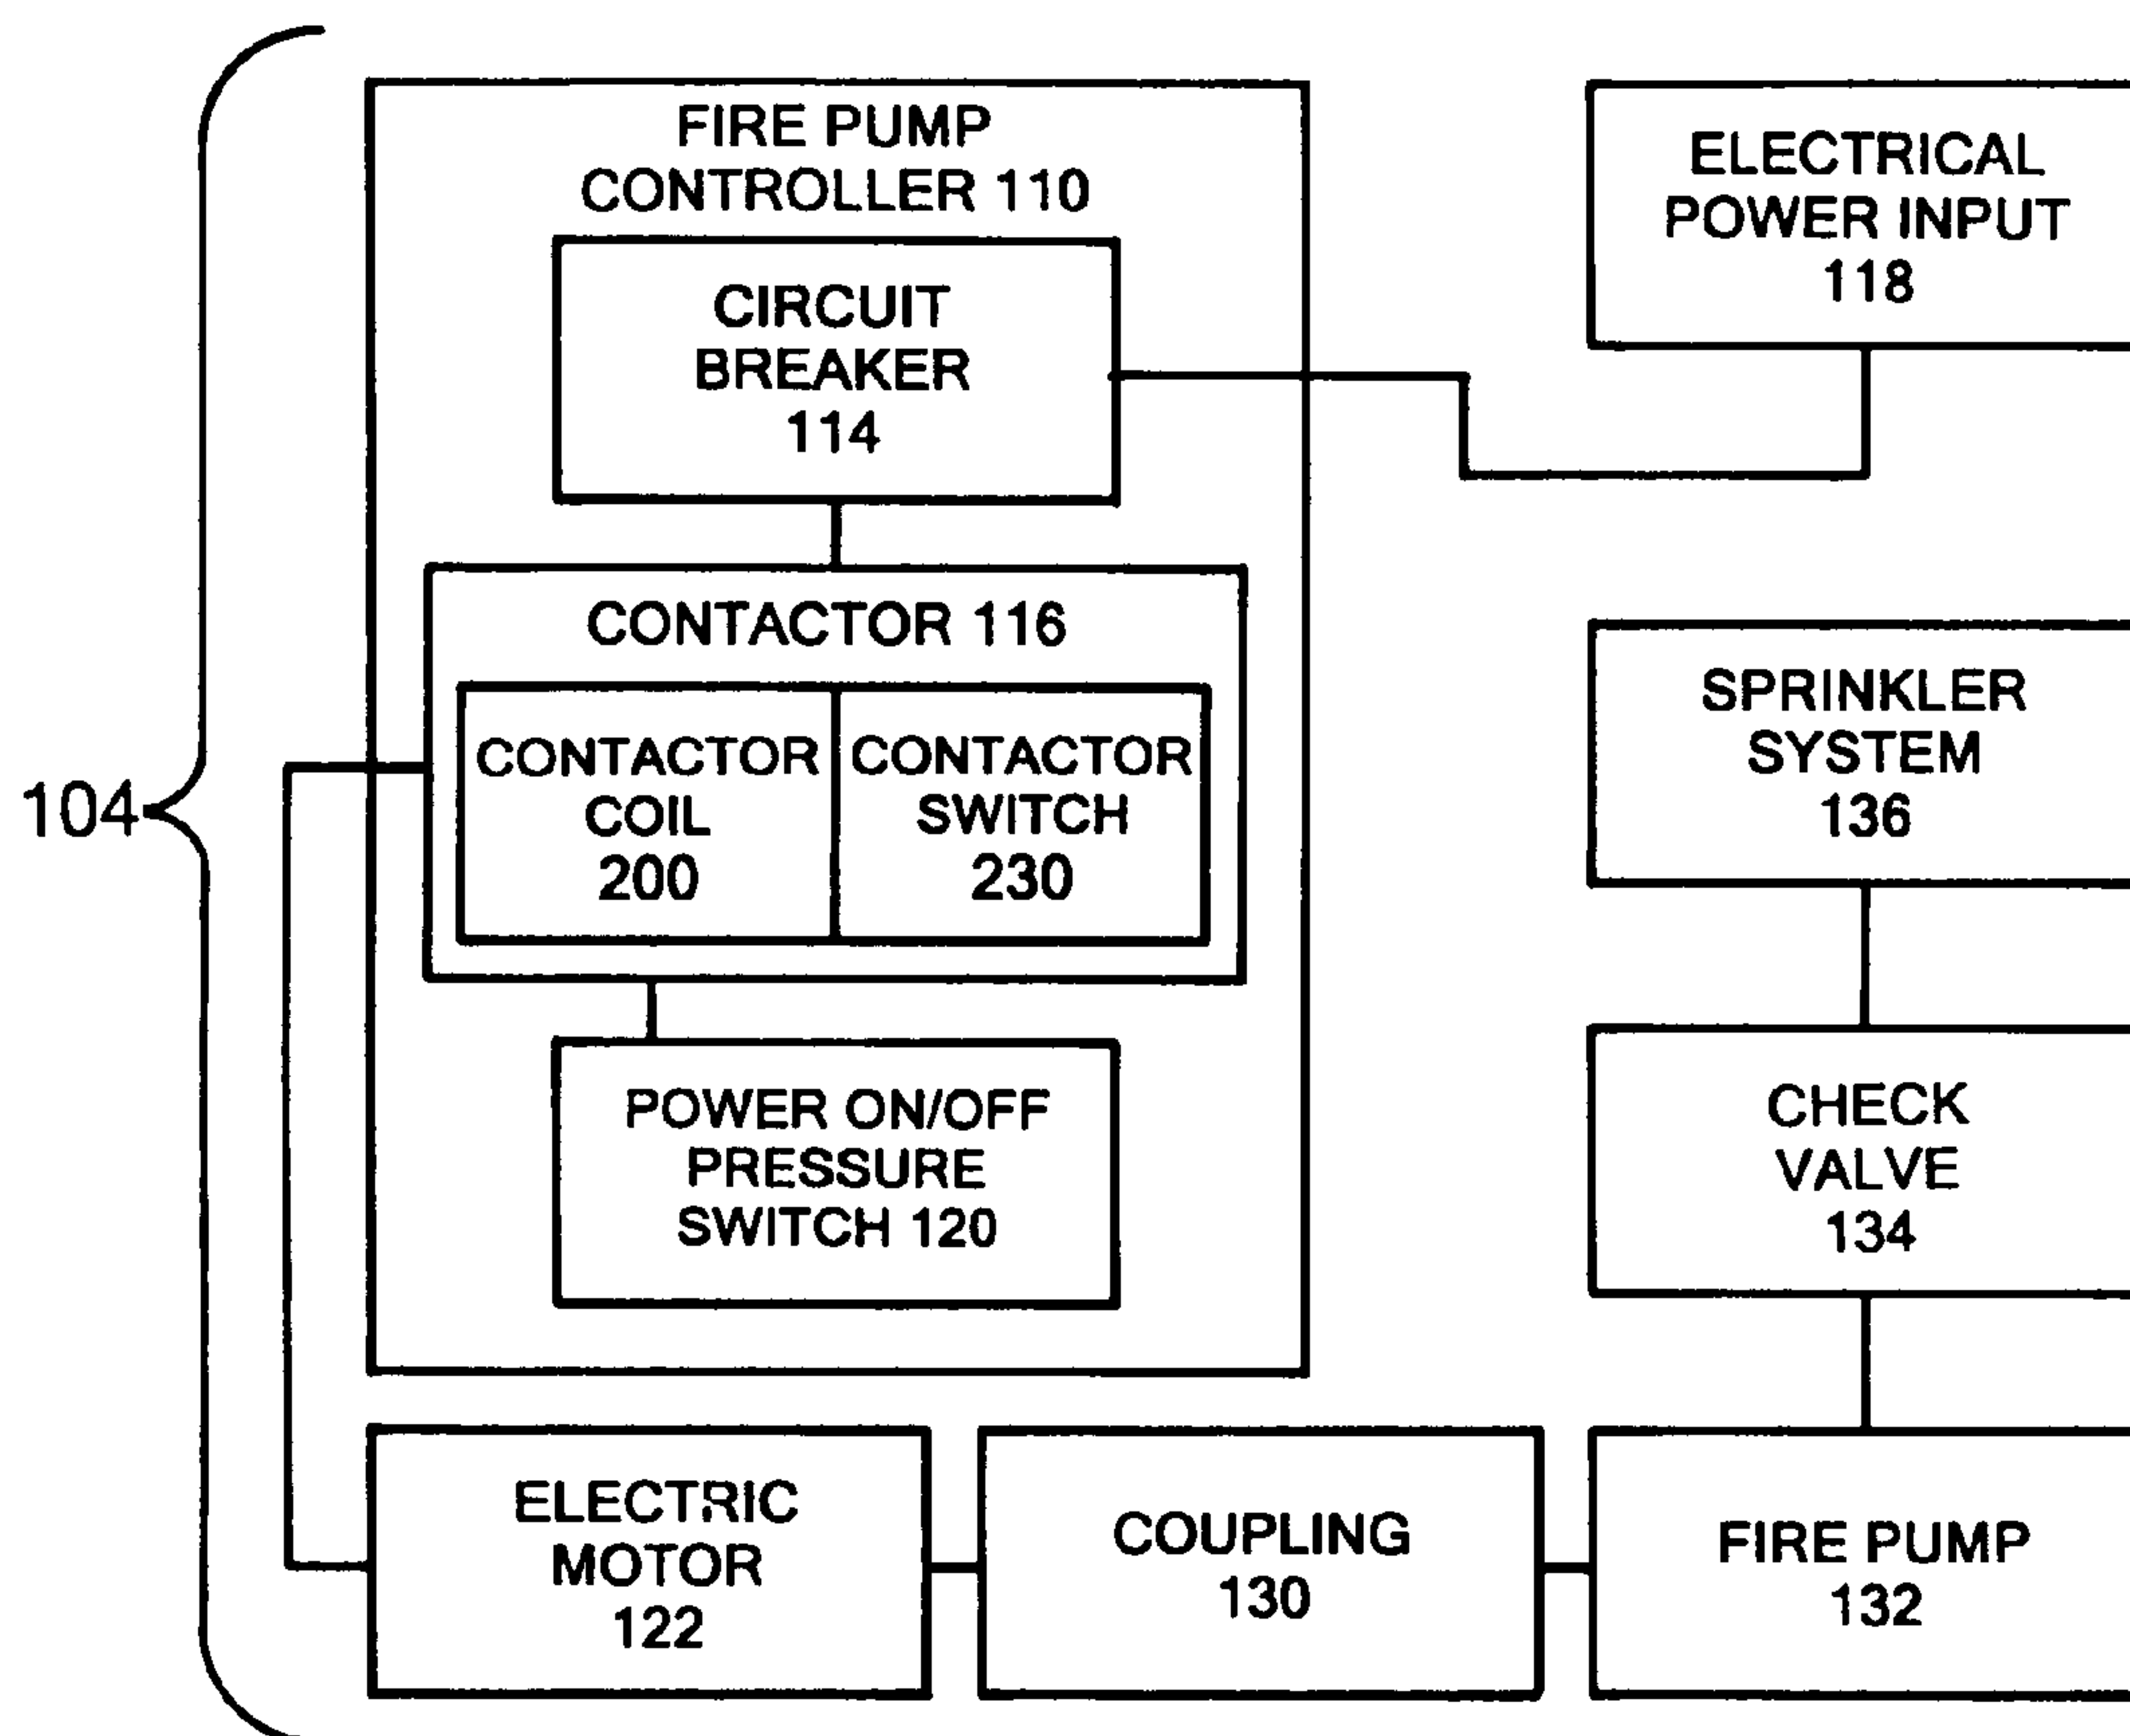 104
FIRE PUMP
CONTROLLER 110
CIRCUIT
BREAKER
114
CONTACTOR 116
CONTACTOR
COIL
200
CONTACTOR
SWITCH
230
POWER ON/OFF
PRESSURE
SWITCH 120
ELECTRICAL
POWER INPUT
118
SPRINKLER
SYSTEM
136
CHECK
VALVE
134
ELECTRIC
MOTOR
122
COUPLING
130
FIRE PUMP
132